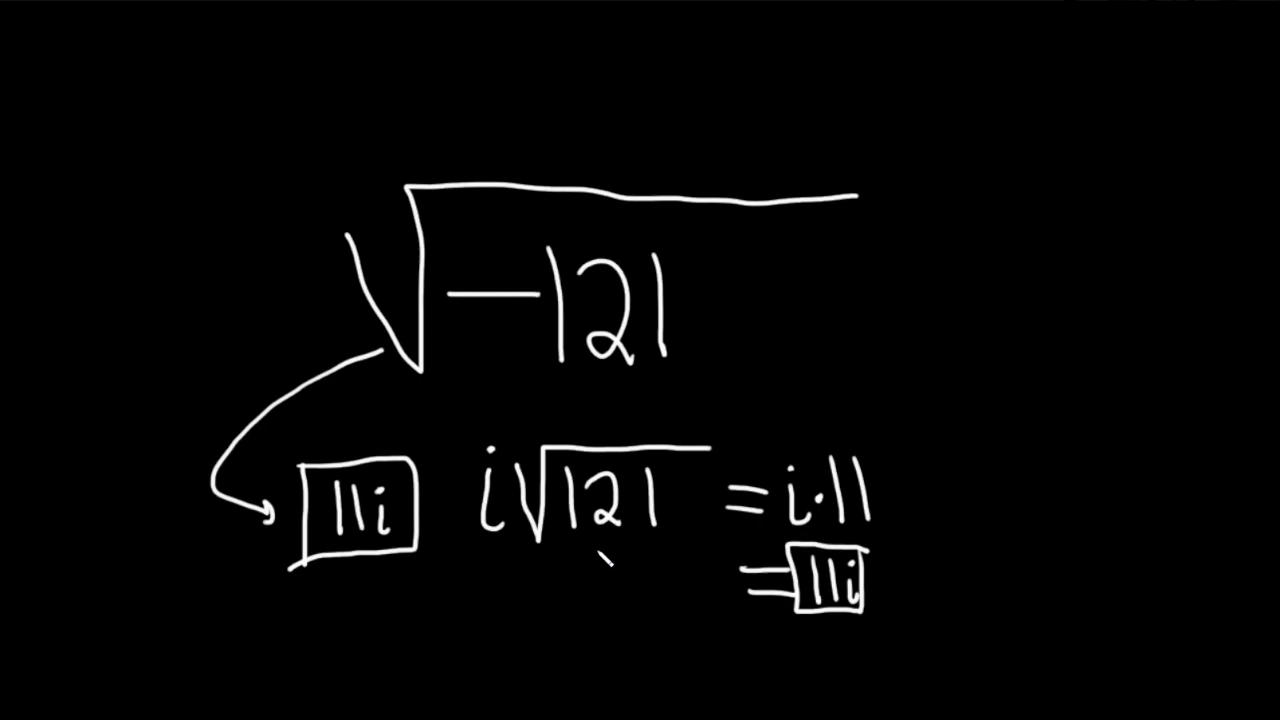 √-121
11i i√121 = i·11
= 11i